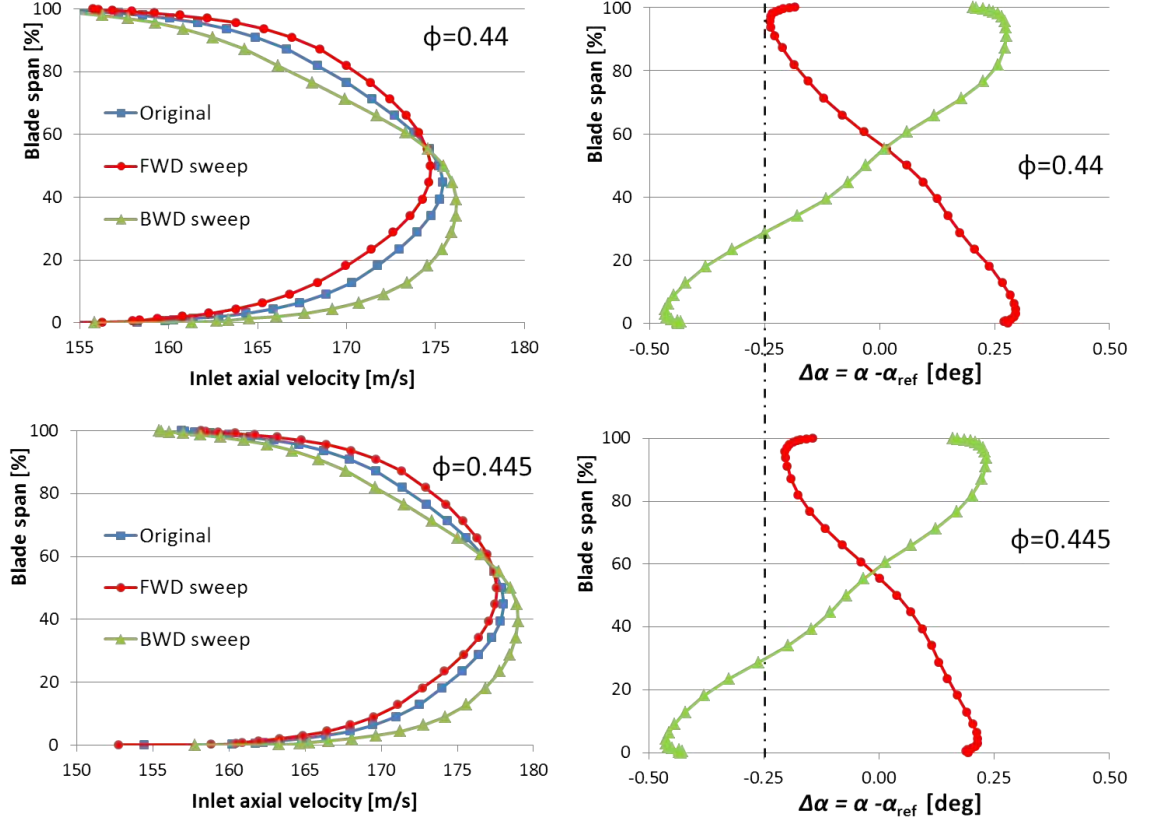 100
80
60
40
20
0
Blade span [%]
ϕ=0.44
Original
FWD sweep
BWD sweep
155 160 165 170 175 180
Inlet axial velocity [m/s]
100
80
60
40
20
0
Blade span [%]
ϕ=0.44
-0.50 -0.25 0.00 0.25 0.50
Δα = α -αref [deg]
100
80
60
40
20
0
Blade span [%]
ϕ=0.445
Original
FWD sweep
BWD sweep
150 155 160 165 170 175 180
Inlet axial velocity [m/s]
100
80
60
40
20
0
Blade span [%]
ϕ=0.445
-0.50 -0.25 0.00 0.25 0.50
Δα = α -αref [deg]